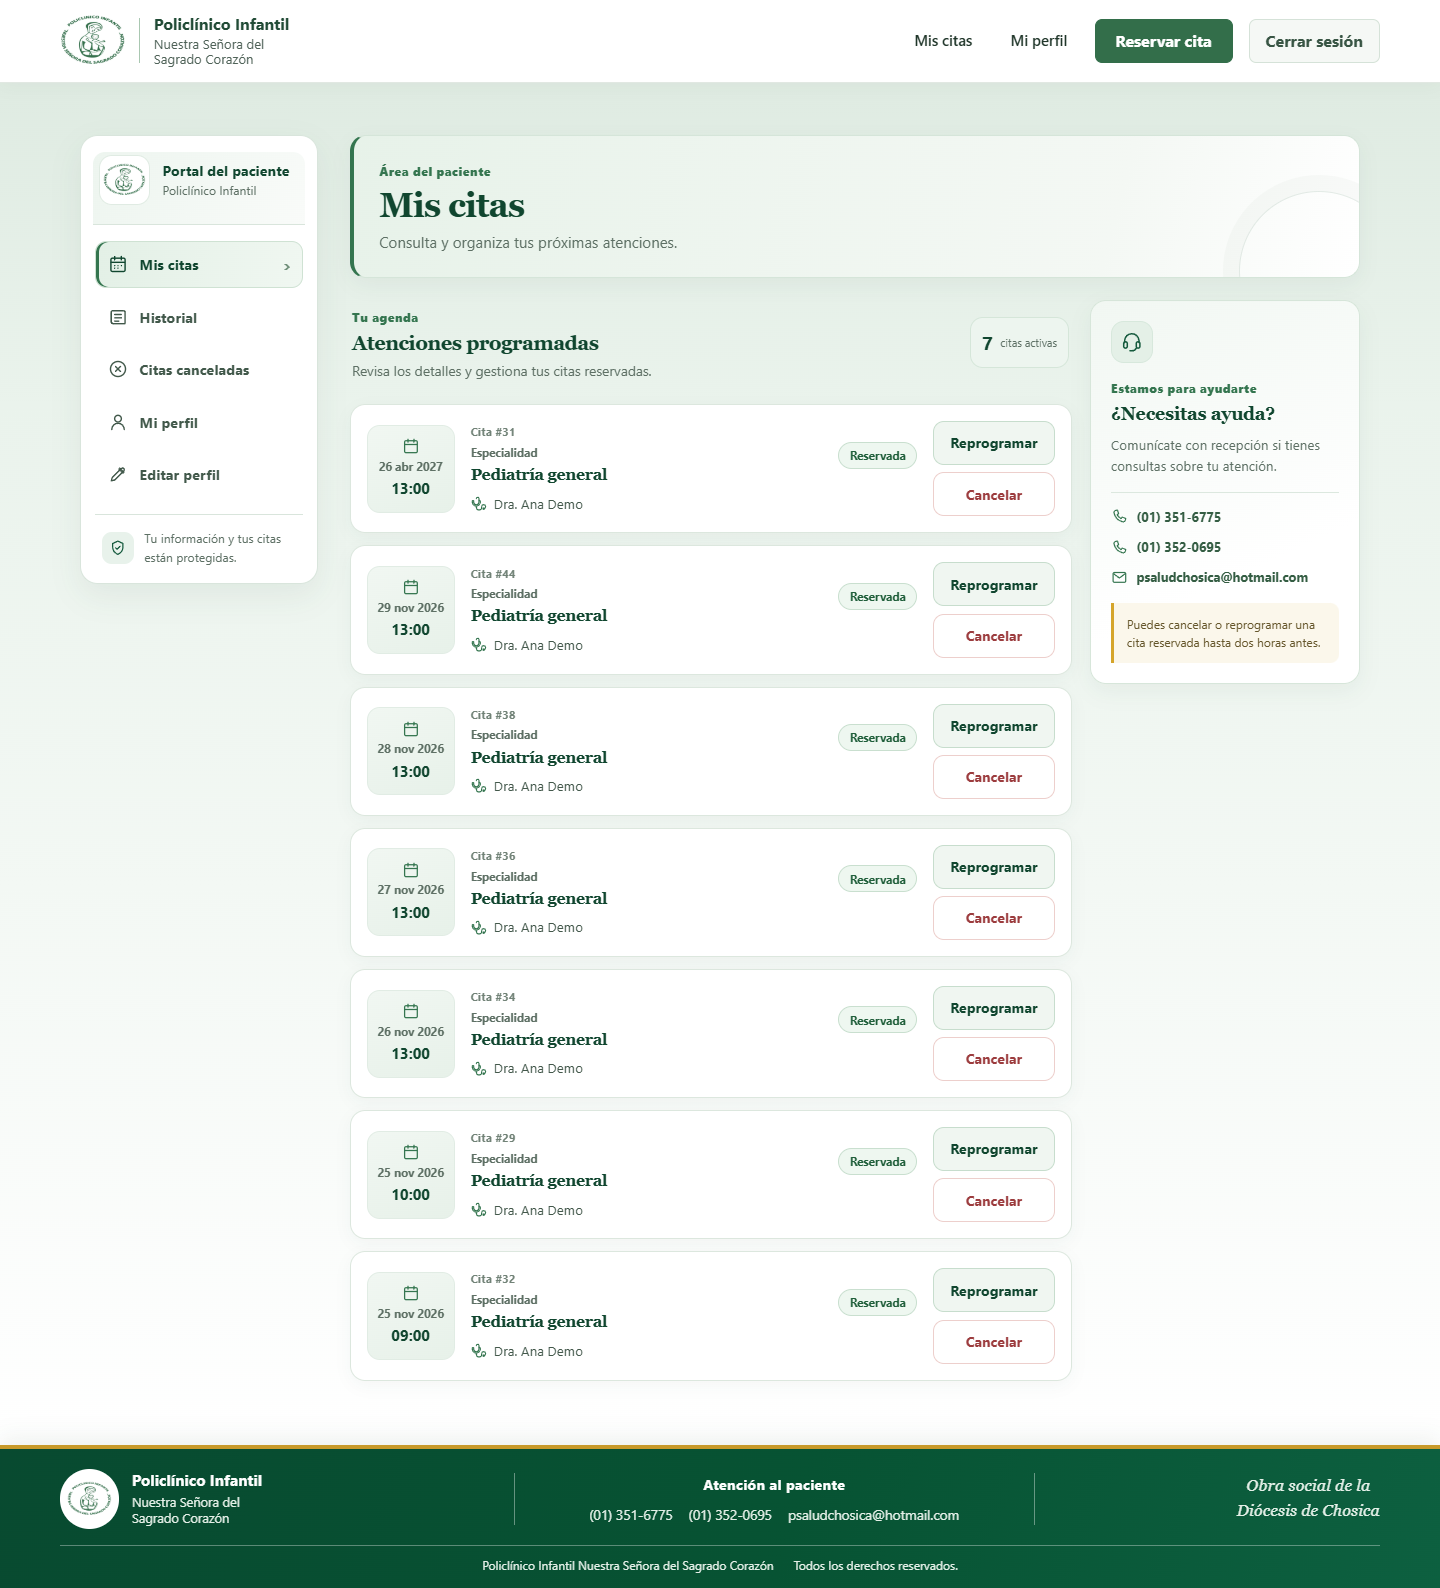 Policlínico Infantil
Nuestra Señora del
Sagrado Corazón
Mis citas
Mi perfil
Reservar cita
Cerrar sesión
Portal del paciente
Policlínico Infantil
Mis citas
Historial
Citas canceladas
Mi perfil
Editar perfil
Tu información y tus citas
están protegidas.
Área del paciente
Mis citas
Consulta y organiza tus próximas atenciones.
Tu agenda
Atenciones programadas
Revisa los detalles y gestiona tus citas reservadas.
7 citas activas
26 abr 2027
13:00
Cita #31
Especialidad
Pediatría general
Dra. Ana Demo
Reservada
Reprogramar
Cancelar
29 nov 2026
13:00
Cita #44
Especialidad
Pediatría general
Dra. Ana Demo
Reservada
Reprogramar
Cancelar
28 nov 2026
13:00
Cita #38
Especialidad
Pediatría general
Dra. Ana Demo
Reservada
Reprogramar
Cancelar
27 nov 2026
13:00
Cita #36
Especialidad
Pediatría general
Dra. Ana Demo
Reservada
Reprogramar
Cancelar
26 nov 2026
13:00
Cita #34
Especialidad
Pediatría general
Dra. Ana Demo
Reservada
Reprogramar
Cancelar
25 nov 2026
10:00
Cita #29
Especialidad
Pediatría general
Dra. Ana Demo
Reservada
Reprogramar
Cancelar
25 nov 2026
09:00
Cita #32
Especialidad
Pediatría general
Dra. Ana Demo
Reservada
Reprogramar
Cancelar
Estamos para ayudarte
¿Necesitas ayuda?
Comunícate con recepción si tienes
consultas sobre tu atención.
(01) 351-6775
(01) 352-0695
psaludchosica@hotmail.com
Puedes cancelar o reprogramar una
cita reservada hasta dos horas antes.
Policlínico Infantil
Nuestra Señora del
Sagrado Corazón
Atención al paciente
(01) 351-6775 (01) 352-0695 psaludchosica@hotmail.com
Obra social de la
Diócesis de Chosica
Policlínico Infantil Nuestra Señora del Sagrado Corazón Todos los derechos reservados.